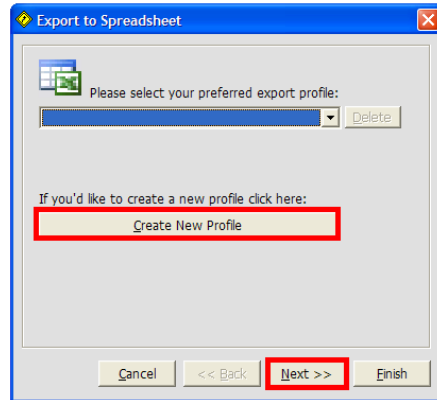 Export to Spreadsheet
Please select your preferred export profile:
Delete
If you'd like to create a new profile click here:
Create New Profile
Cancel << Back Next >> Finish